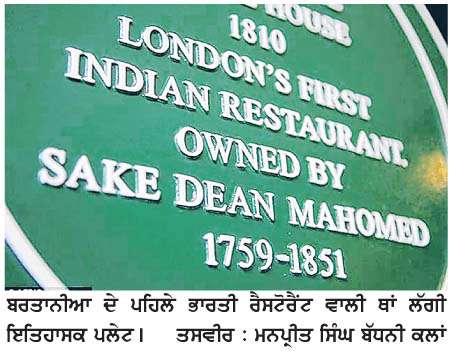 HOUSE
1810
LONDON'S FIRST
INDIAN RESTAURANT,
OWNED BY
SAKE DEAN MAHOMED
1759-1851
ਬਰਤਾਨੀਆ ਦੇ ਪਹਿਲੇ ਭਾਰਤੀ ਰੈਸਟੋਰੈਂਟ ਵਾਲੀ ਥਾਂ ਲੱਗੀ
ਇਤਿਹਾਸਕ ਪਲੇਟ। ਤਸਵੀਰ : ਮਨਪ੍ਰੀਤ ਸਿੰਘ ਬੱਧਨੀ ਕਲਾਂ